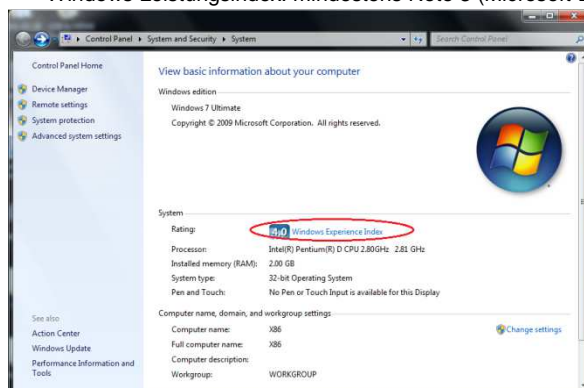 Windows Leistungsindex: Mindestens Note 3 (Microsoft
Control Panel ▸ System and Security ▸ System
Search Control Panel
Control Panel Home
Device Manager
Remote settings
System protection
Advanced system settings
See also
Action Center
Windows Update
Performance Information and
Tools
View basic information about your computer
Windows edition
Windows 7 Ultimate
Copyright © 2009 Microsoft Corporation. All rights reserved.
System
Rating: 4,0 Windows Experience Index
Processor: Intel(R) Pentium(R) D CPU 2.80GHz 2.81 GHz
Installed memory (RAM): 2.00 GB
System type: 32-bit Operating System
Pen and Touch: No Pen or Touch Input is available for this Display
Computer name, domain, and workgroup settings
Computer name: X86
Change settings
Full computer name: X86
Computer description:
Workgroup: WORKGROUP